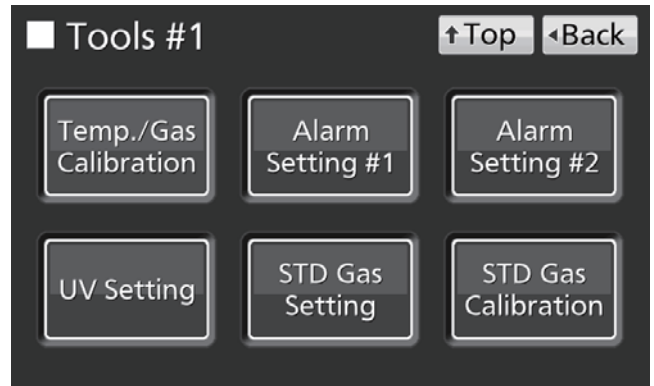 Tools #1
Top
Back
Temp./Gas
Calibration
Alarm
Setting #1
Alarm
Setting #2
UV Setting
STD Gas
Setting
STD Gas
Calibration